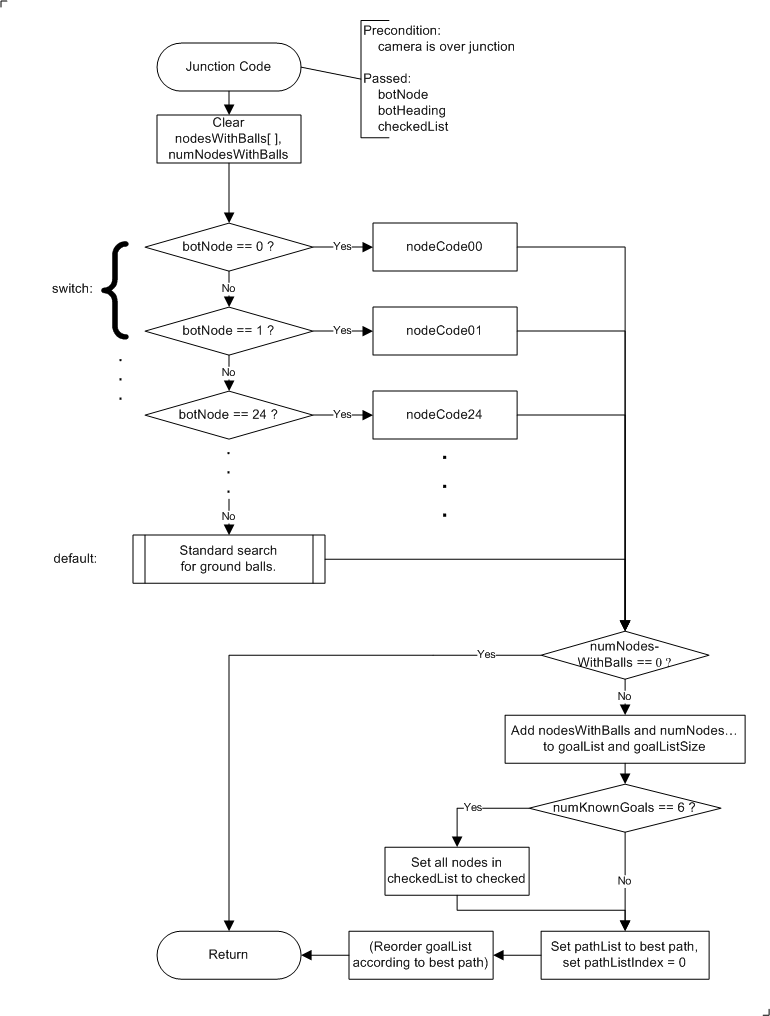 Precondition:
camera is over junction
Junction Code
Passed:
botNode
botHeading
checkedList
Clear
nodesWithBalls[ ],
numNodesWithBalls
botNode == 0 ?
Yes
nodeCode00
switch:
No
botNode == 1 ?
Yes
nodeCode01
No
botNode == 24 ?
Yes
nodeCode24
No
default:
Standard search
for ground balls.
numNodes-
WithBalls == 0 ?
Yes
No
Add nodesWithBalls and numNodes…
to goalList and goalListSize
numKnownGoals == 6 ?
Yes
Set all nodes in
checkedList to checked
No
Return
(Reorder goalList
according to best path)
Set pathList to best path,
set pathListIndex = 0